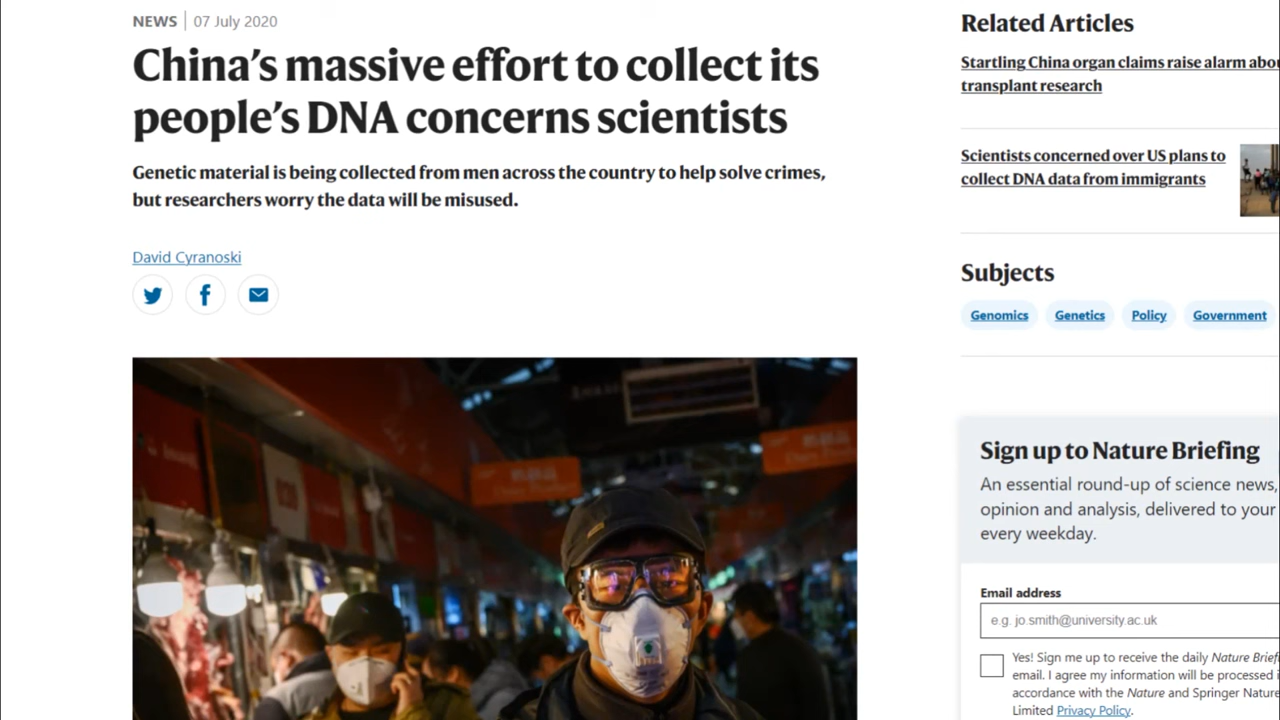 NEWS | 07 July 2020
China’s massive effort to collect its
people’s DNA concerns scientists
Genetic material is being collected from men across the country to help solve crimes,
but researchers worry the data will be misused.
David Cyranoski
Related Articles
Startling China organ claims raise alarm
transplant research
Scientists concerned over US plans to
collect DNA data from immigrants
Subjects
Genomics
Genetics
Policy
Government
Sign up to Nature Briefing
An essential round-up of science news,
opinion and analysis, delivered to your
every weekday.
Email address
e.g. jo.smith@university.ac.uk
Yes! Sign me up to receive the daily Nature
email. I agree my information will be processed
accordance with the Nature and Springer Nature
Limited Privacy Policy.